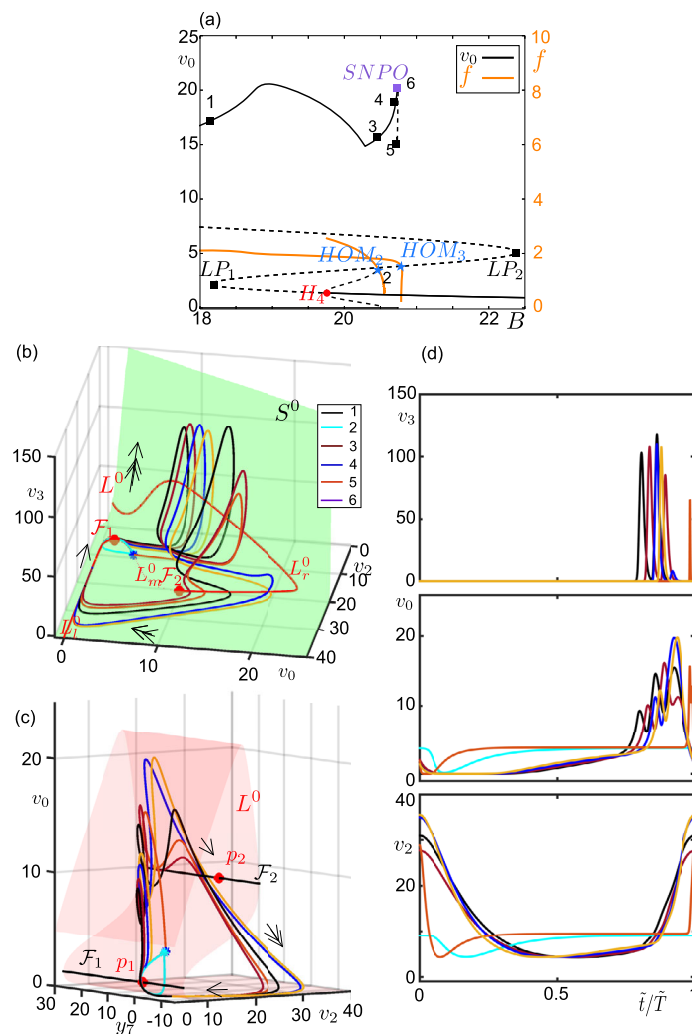 (a)
25
20
15
10
5
0
v₀
10
8
6
4
2
0
f
18
20
22
B
v₀
f
SNPO
1
2
3
4
5
6
HOM₂
HOM₃
LP₁
LP₂
H₄
(b)
S⁰
1
2
3
4
5
6
150
100
50
0
v₃
L⁰
F₁
L⁰ₘ
F₂
L⁰ᵣ
L⁰ₗ
0
10
20
v₀
0
10
20
30
40
v₂
(c)
20
10
0
v₀
L⁰
p₂
F₂
F₁
p₁
30
20
10
0
-10
y₇
0
10
20
30
40
v₂
(d)
150
100
50
0
v₃
v₀
20
10
0
40
v₂
20
0
0
0.5
1
t̃/T̃